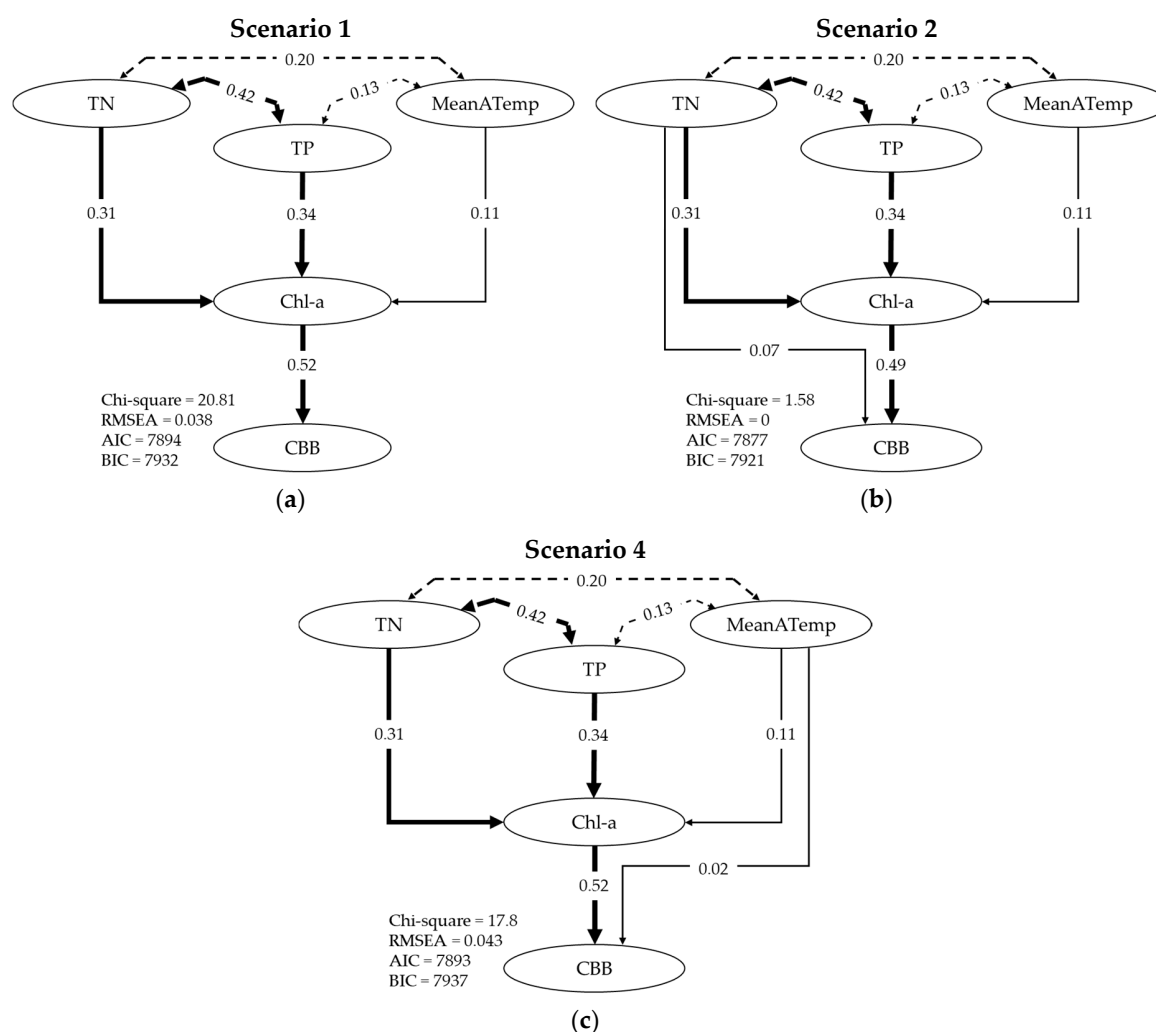 Scenario 1
0.20
TN
0.42
0.13
MeanATemp
TP
0.31
0.34
0.11
Chl-a
0.52
Chi-square = 20.81
RMSEA = 0.038
AIC = 7894
BIC = 7932
CBB
(a)
Scenario 2
0.20
TN
0.42
0.13
MeanATemp
TP
0.31
0.34
0.11
Chl-a
0.07
0.49
Chi-square = 1.58
RMSEA = 0
AIC = 7877
BIC = 7921
CBB
(b)
Scenario 4
0.20
TN
0.42
0.13
MeanATemp
TP
0.31
0.34
0.11
Chl-a
0.02
0.52
Chi-square = 17.8
RMSEA = 0.043
AIC = 7893
BIC = 7937
CBB
(c)